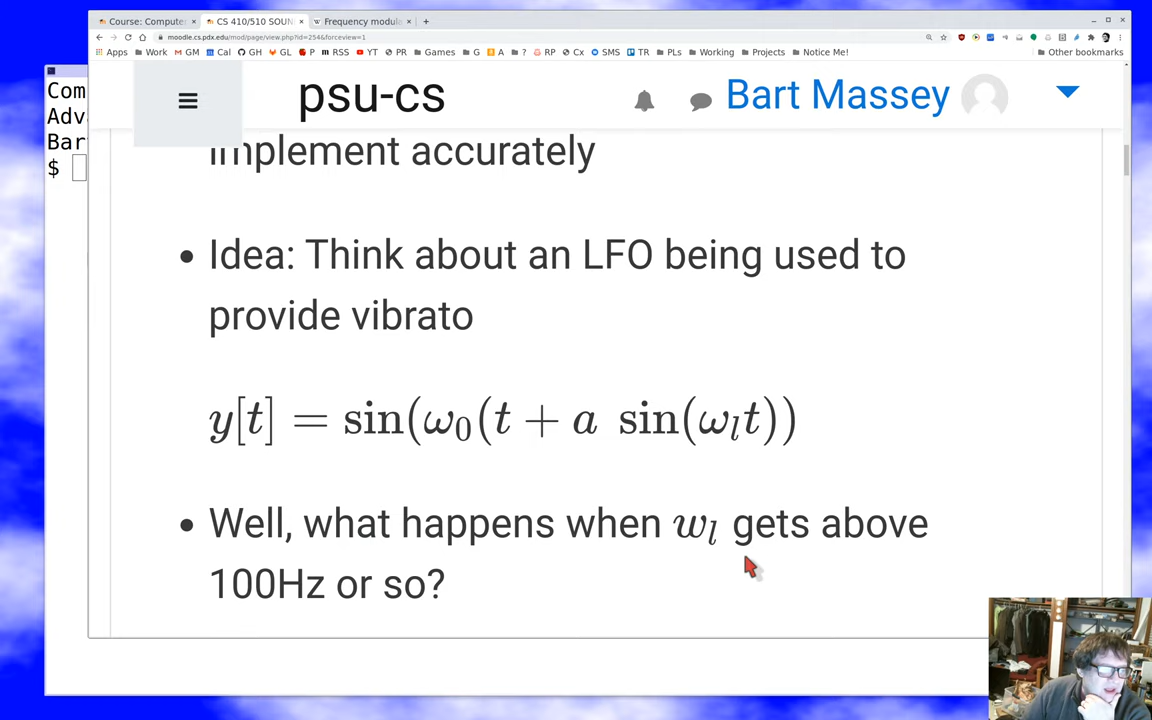 Course: Computer
CS 410/510 SOUN
Frequency modula
moodle.cs.pdx.edu/mod/page/view.php?id=254&forceview=1
Apps Work GM Cal GH GL P RSS YT PR Games G A ? RP Cx SMS TR PLs Working Projects Notice Me! Other bookmarks
Com
Adv
Bar
$
psu-cs
Bart Massey
implement accurately
• Idea: Think about an LFO being used to
provide vibrato
y[t] = sin(ω₀(t + a sin(ωₗt))
• Well, what happens when wₗ gets above
100Hz or so?